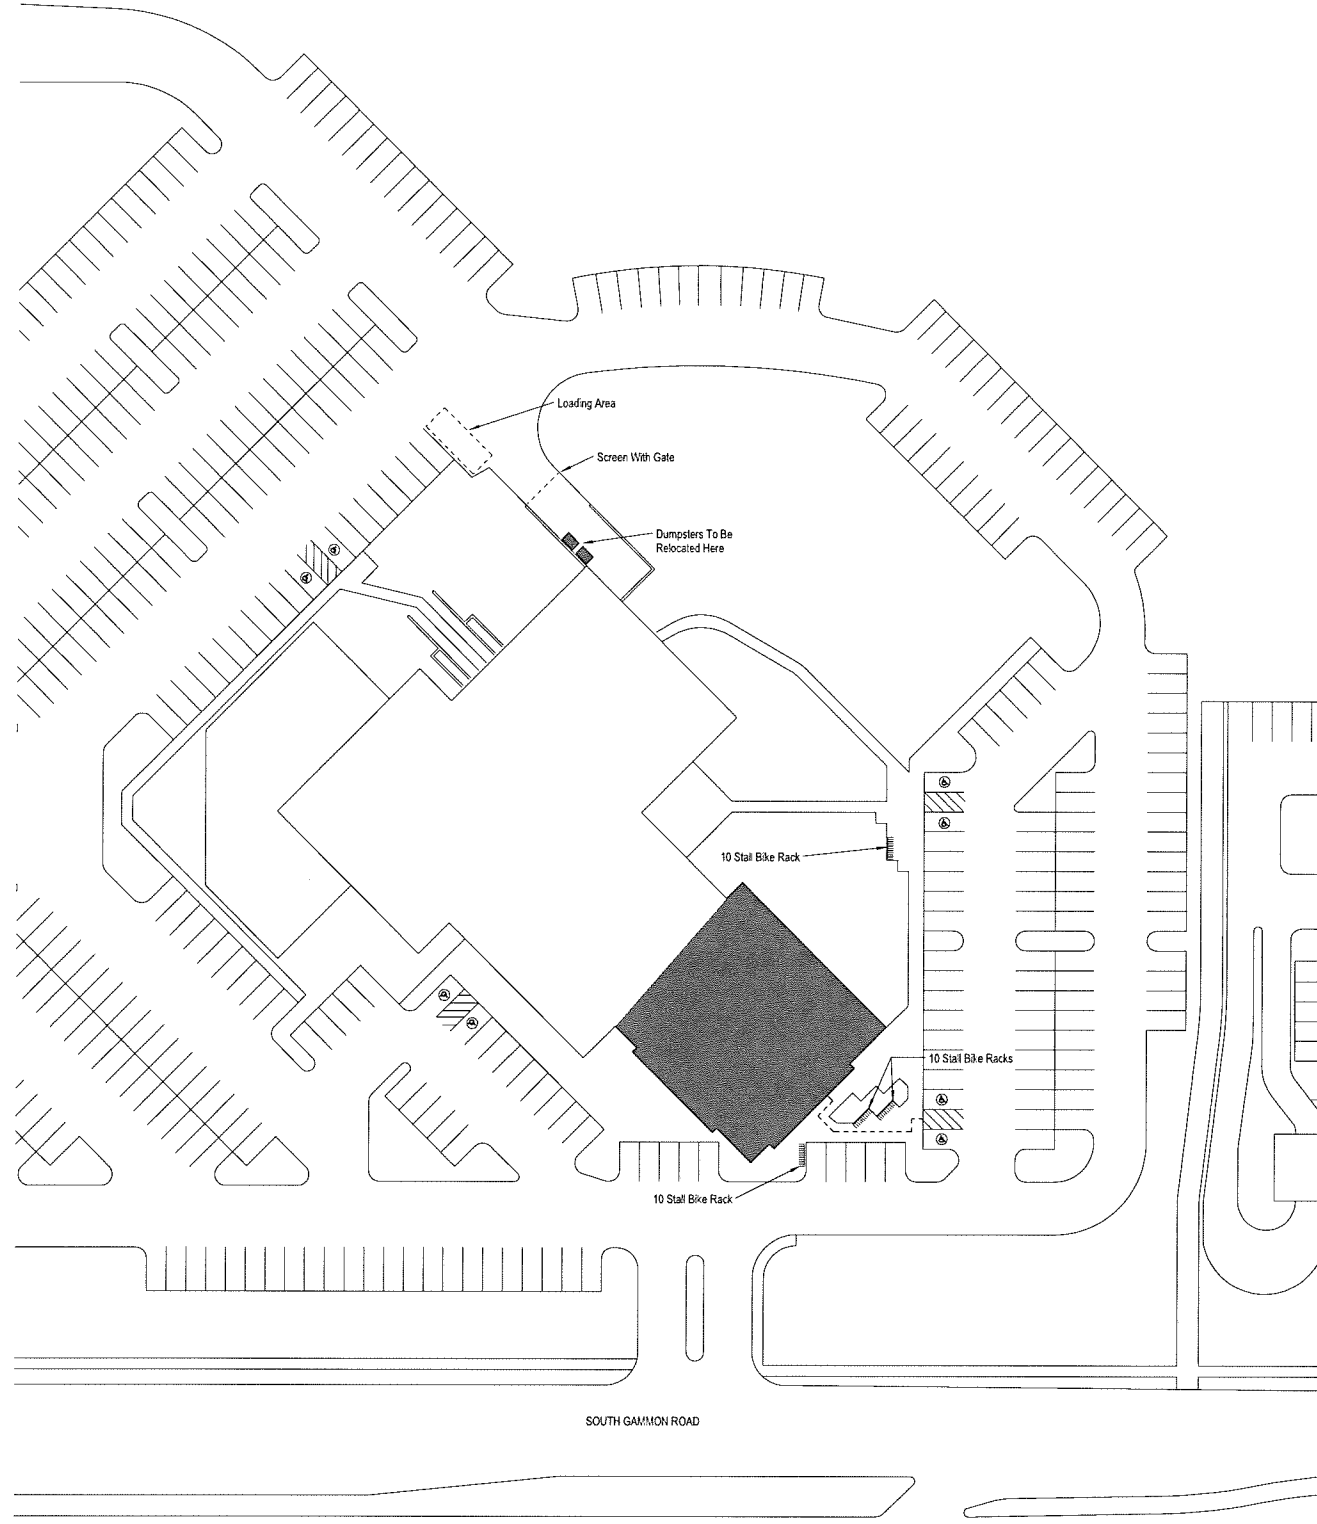 Loading Area
Screen With Gate
Dumpsters To Be
Relocated Here
10 Stall Bike Rack
10 Stall Bike Racks
10 Stall Bike Rack
SOUTH GAMMON ROAD